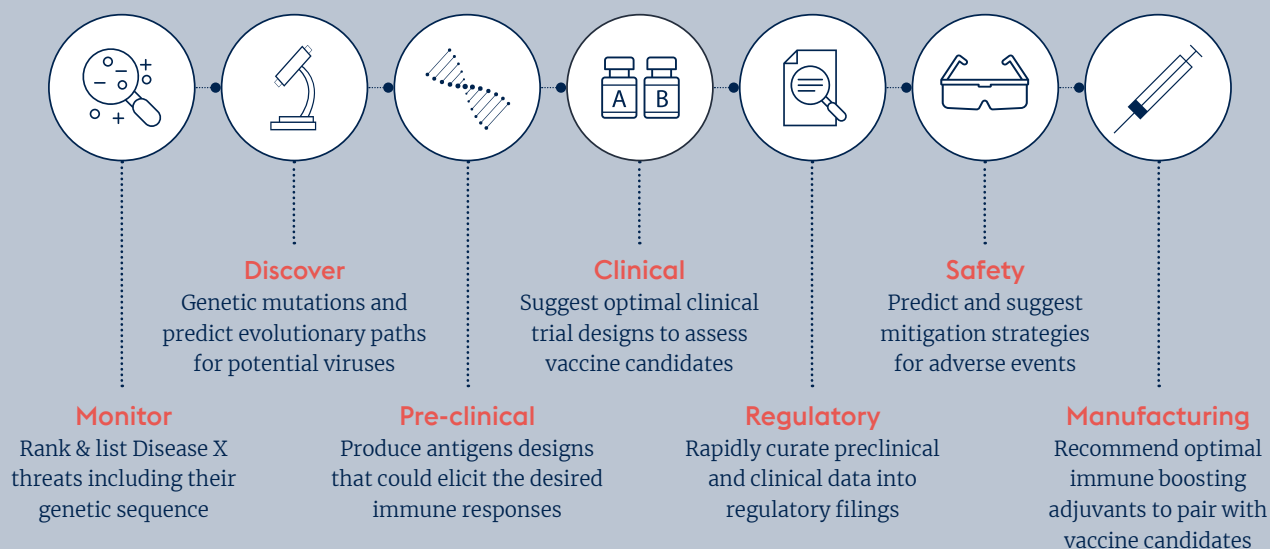 A
B
Discover
Genetic mutations and
predict evolutionary paths
for potential viruses
Clinical
Suggest optimal clinical
trial designs to assess
vaccine candidates
Safety
Predict and suggest
mitigation strategies
for adverse events
Monitor
Rank & list Disease X
threats including their
genetic sequence
Pre-clinical
Produce antigens designs
that could elicit the desired
immune responses
Regulatory
Rapidly curate preclinical
and clinical data into
regulatory filings
Manufacturing
Recommend optimal
immune boosting
adjuvants to pair with
vaccine candidates